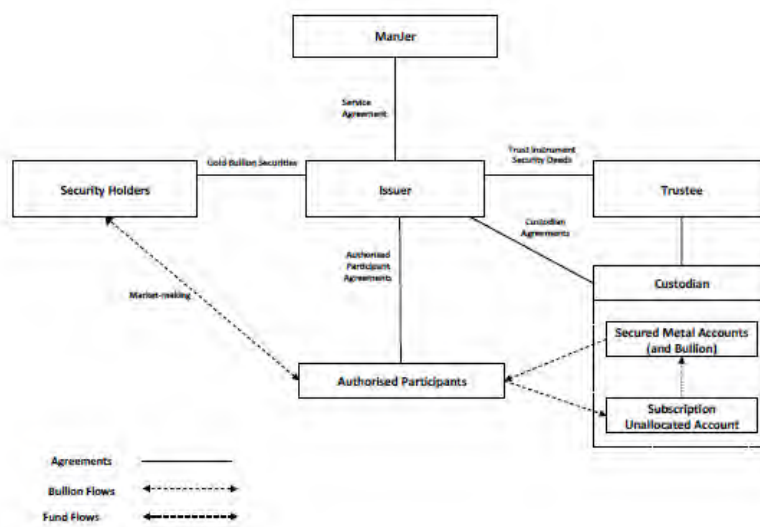 ManJer
Service
Agreement
Gold Bullion Securities
Trust Instrument
Security Deeds
Security Holders
Issuer
Trustee
Custodian
Agreements
Authorised
Participant
Agreements
Custodian
Market-making
Secured Metal Accounts
(and Bullion)
Authorised Participants
Subscription
Unallocated Account
Agreements
Bullion Flows
Fund Flows